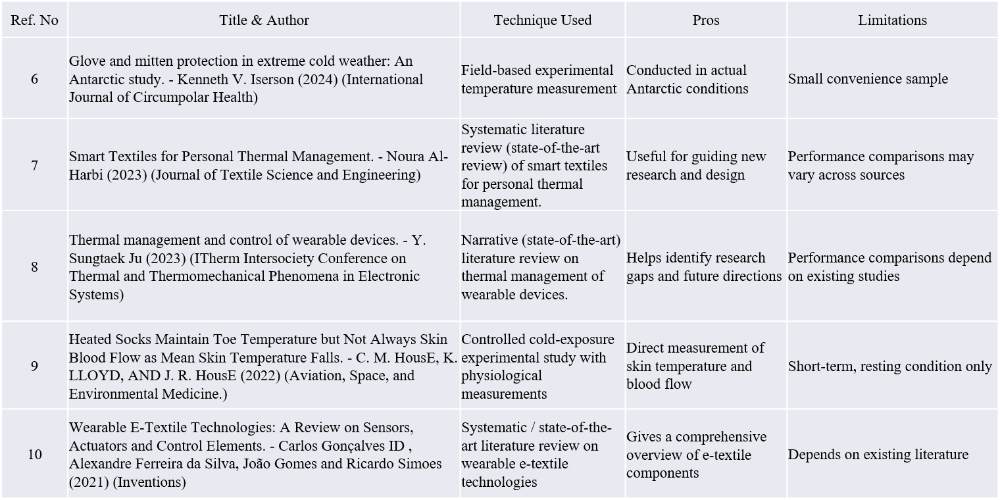 Ref. No
Title & Author
Technique Used
Pros
Limitations
6
Glove and mitten protection in extreme cold weather: An
Antarctic study. - Kenneth V. Iserson (2024) (International
Journal of Circumpolar Health)
Field-based experimental
temperature measurement
Conducted in actual
Antarctic conditions
Small convenience sample
7
Smart Textiles for Personal Thermal Management. - Noura Al-
Harbi (2023) (Journal of Textile Science and Engineering)
Systematic literature
review (state-of-the-art
review) of smart textiles
for personal thermal
management.
Useful for guiding new
research and design
Performance comparisons may
vary across sources
8
Thermal management and control of wearable devices. - Y.
Sungtaek Ju (2023) (ITherm Intersociety Conference on
Thermal and Thermomechanical Phenomena in Electronic
Systems)
Narrative (state-of-the-art)
literature review on
thermal management of
wearable devices.
Helps identify research
gaps and future directions
Performance comparisons depend
on existing studies
9
Heated Socks Maintain Toe Temperature but Not Always Skin
Blood Flow as Mean Skin Temperature Falls. - C. M. HousE, K.
LLOYD, AND J. R. HousE (2022) (Aviation, Space, and
Environmental Medicine.)
Controlled cold-exposure
experimental study with
physiological
measurements
Direct measurement of
skin temperature and
blood flow
Short-term, resting condition only
10
Wearable E-Textile Technologies: A Review on Sensors,
Actuators and Control Elements. - Carlos Gonçalves ID ,
Alexandre Ferreira da Silva, João Gomes and Ricardo Simoes
(2021) (Inventions)
Systematic / state-of-the-
art literature review on
wearable e-textile
technologies
Gives a comprehensive
overview of e-textile
components
Depends on existing literature